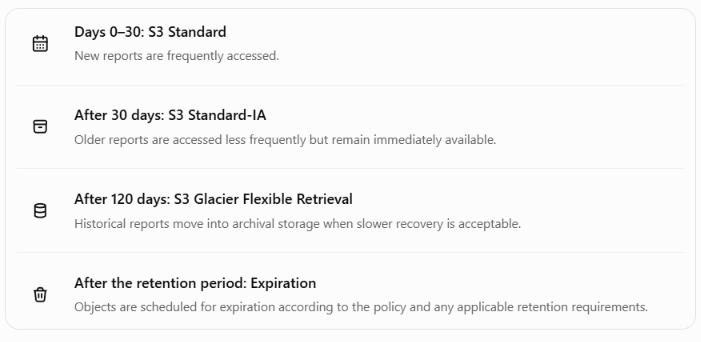 Days 0–30: S3 Standard
New reports are frequently accessed.
After 30 days: S3 Standard-IA
Older reports are accessed less frequently but remain immediately available.
After 120 days: S3 Glacier Flexible Retrieval
Historical reports move into archival storage when slower recovery is acceptable.
After the retention period: Expiration
Objects are scheduled for expiration according to the policy and any applicable retention requirements.